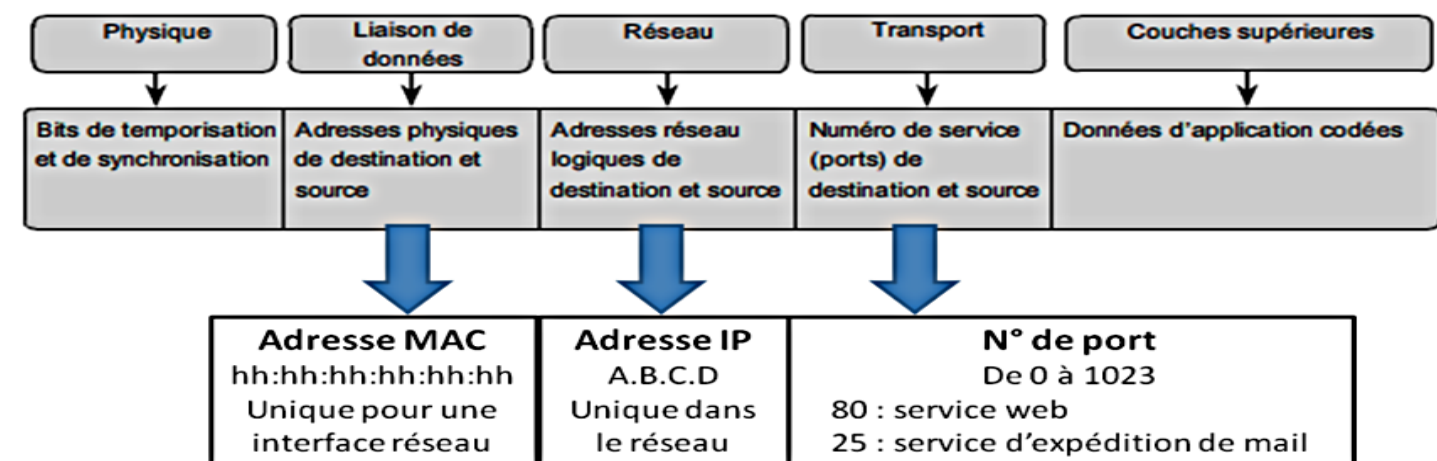 Physique
Liaison de
données
Réseau
Transport
Couches supérieures
Bits de temporisation
et de synchronisation
Adresses physiques
de destination et
source
Adresses réseau
logiques de
destination et source
Numéro de service
(ports) de
destination et source
Données d'application codées
Adresse MAC
hh:hh:hh:hh:hh:hh
Unique pour une
interface réseau
Adresse IP
A.B.C.D
Unique dans
le réseau
N° de port
De 0 à 1023
80 : service web
25 : service d'expédition de mail